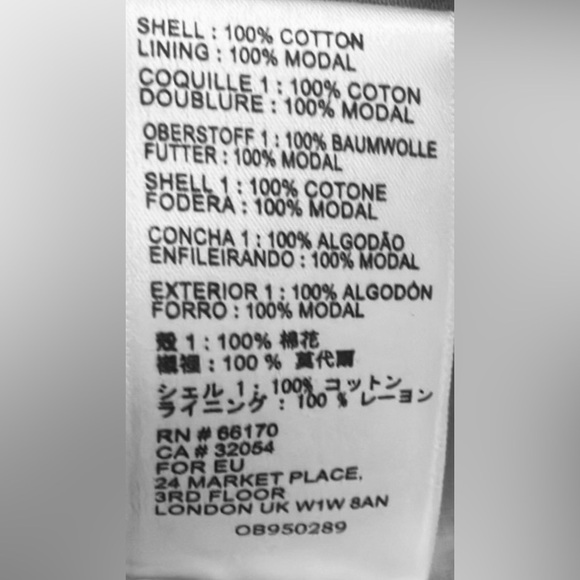 SHELL : 100% COTTON
LINING : 100% MODAL
COQUILLE 1 : 100% COTON
DOUBLURE : 100% MODAL
OBERSTOFF 1 : 100% BAUMWOLLE
FUTTER : 100% MODAL
SHELL 1 : 100% COTONE
FODERA : 100% MODAL
CONCHA 1 : 100% ALGODÃO
ENFILEIRANDO : 100% MODAL
EXTERIOR 1 : 100% ALGODÓN
FORRO : 100% MODAL
殼 1 : 100% 棉花
襯裡 : 100 % 莫代爾
シェル 1 : 100% コットン
ライニング : 100 % レーヨン
RN # 66170
CA # 32054
FOR EU
24 MARKET PLACE,
3RD FLOOR
LONDON UK W1W 8AN
OB950289